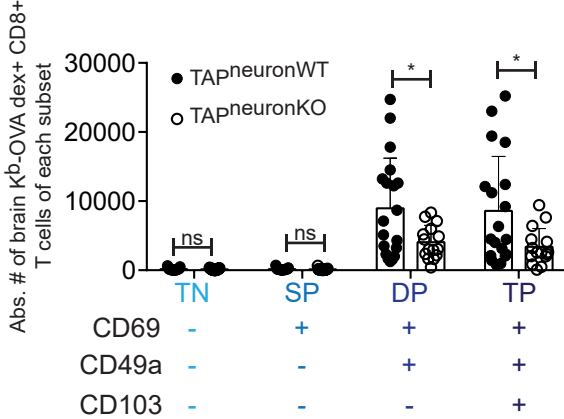 Abs. # of brain Kb-OVA dex+ CD8+
T cells of each subset
30000
20000
10000
0
TAPneuronWT
TAPneuronKO
ns
ns
*
*
TN SP DP TP
CD69 - + + +
CD49a - - + +
CD103 - - - +